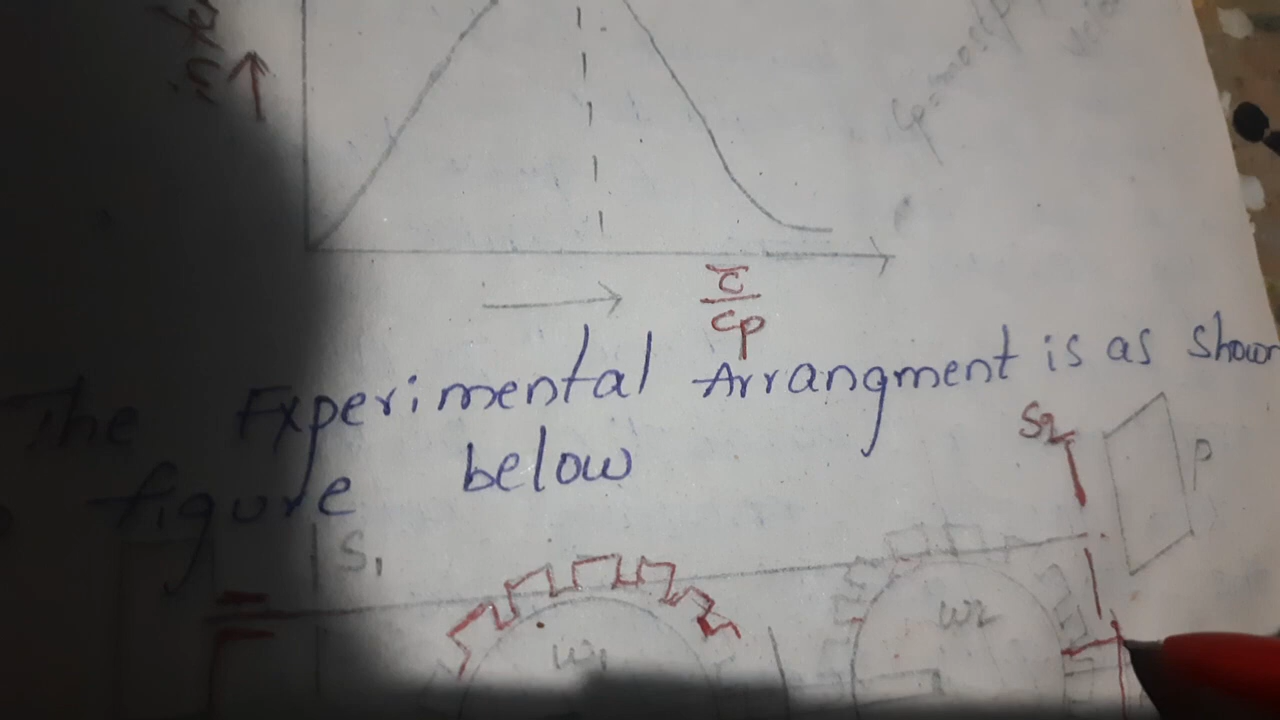 c̄
cp
The Experimental Arrangment is as shown
figure below
S2
P
S1
W1
W2